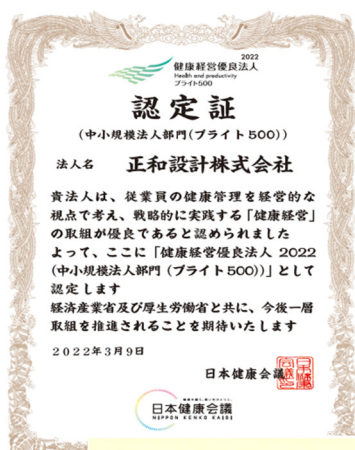 2022
健康経営優良法人
Health and productivity
ブライト500
認定証
(中小規模法人部門(ブライト500))
法人名 正和設計株式会社
貴法人は、従業員の健康管理を経営的な
視点で考え、戦略的に実践する「健康経営」
の取組が優良であると認められました
よって、ここに「健康経営優良法人 2022
(中小規模法人部門 (ブライト500))」として
認定します
経済産業省及び厚生労働省と共に、今後一層
取組を推進されることを期待いたします
2022年3月9日
日本健康会議
日本健康会議
NIPPON KENKO KAIGI